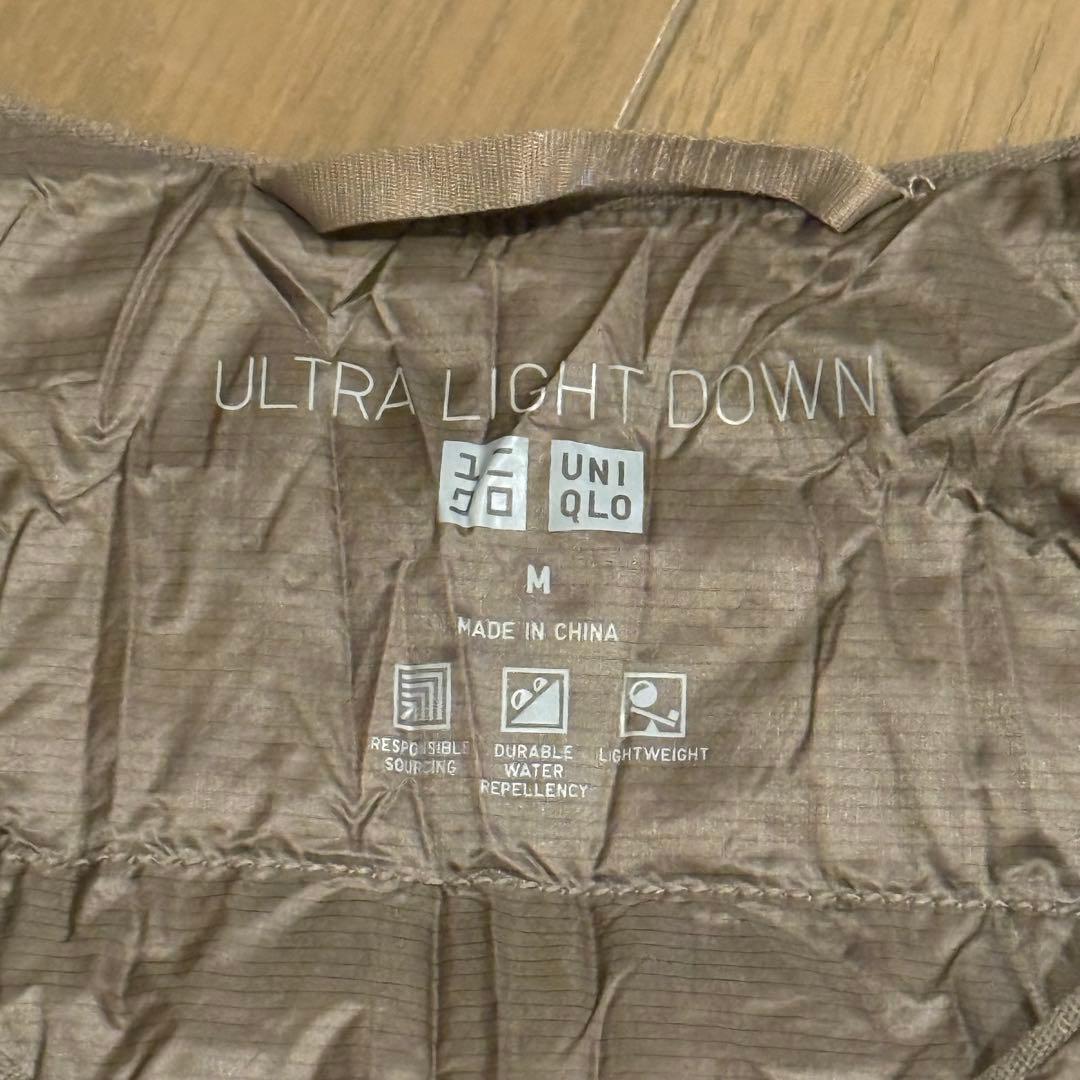 ULTRA LIGHT DOWN
ユニ UNI
クロ QLO
M
MADE IN CHINA
RESPONSIBLE DURABLE LIGHTWEIGHT
SOURCING WATER
REPELLENCY